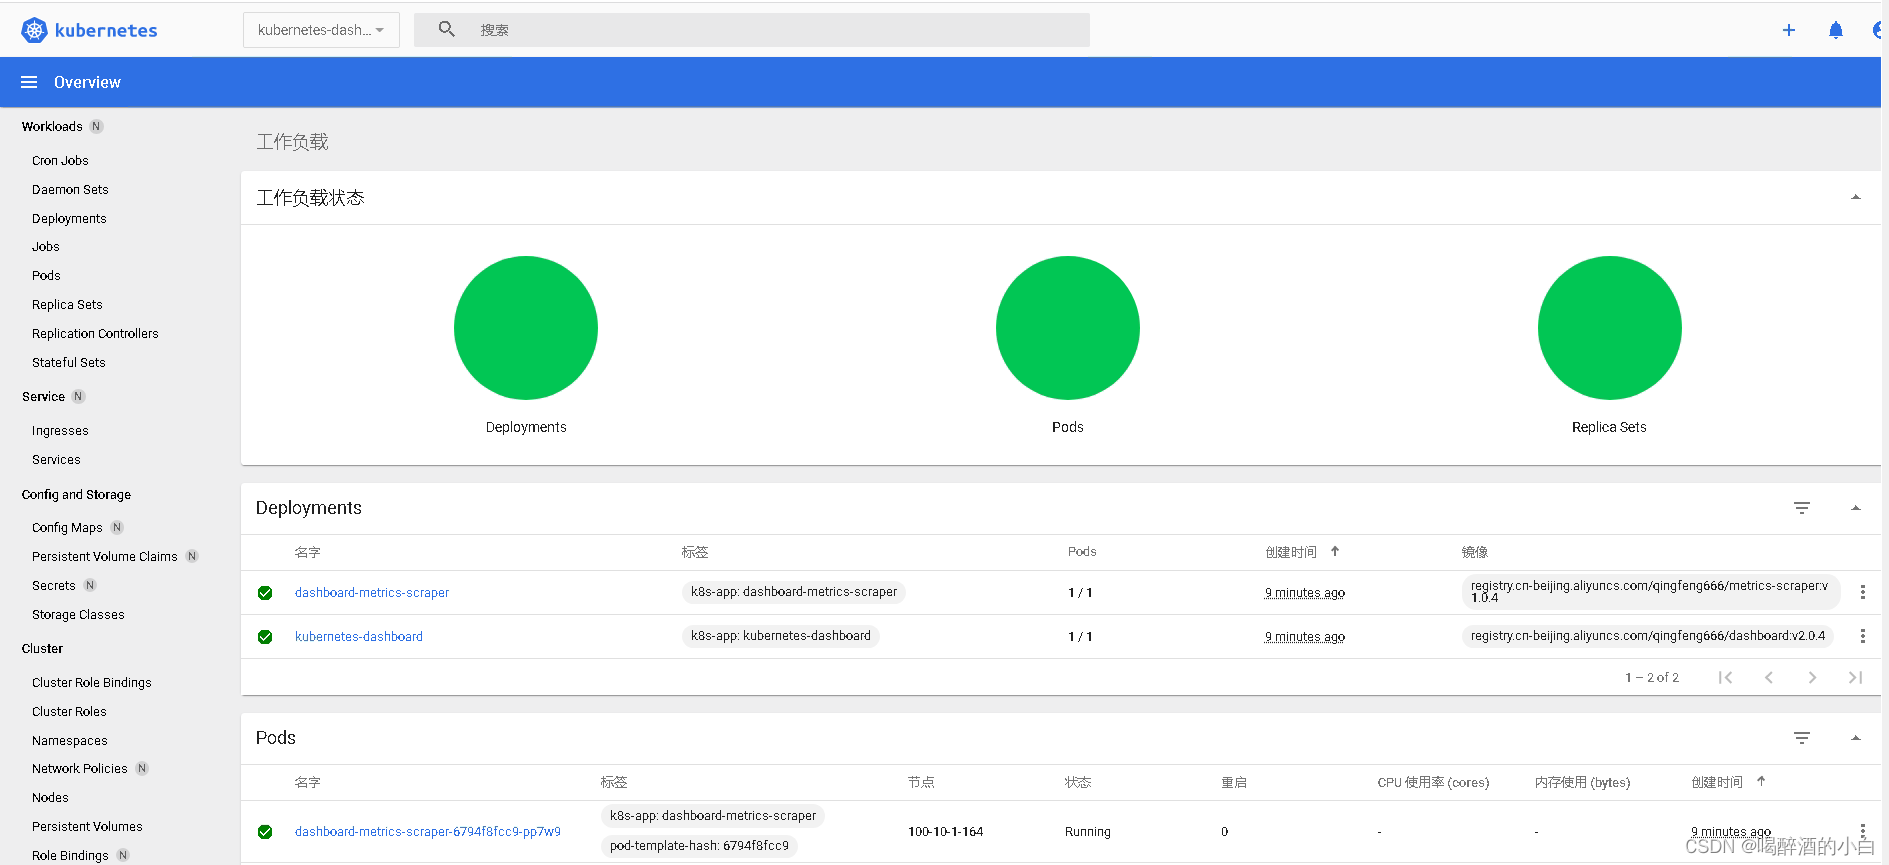 kubernetes
kubernetes-dash...
搜索
Overview
Workloads N
Cron Jobs
Daemon Sets
Deployments
Jobs
Pods
Replica Sets
Replication Controllers
Stateful Sets
Service N
Ingresses
Services
Config and Storage
Config Maps N
Persistent Volume Claims N
Secrets N
Storage Classes
Cluster
Cluster Role Bindings
Cluster Roles
Namespaces
Network Policies N
Nodes
Persistent Volumes
Role Bindings N
工作负载
工作负载状态
Deployments
Pods
Replica Sets
Deployments
名字 标签 Pods 创建时间 镜像
dashboard-metrics-scraper k8s-app: dashboard-metrics-scraper 1 / 1 9 minutes ago registry.cn-beijing.aliyuncs.com/qingfeng666/metrics-scraper:v
1.0.4
kubernetes-dashboard k8s-app: kubernetes-dashboard 1 / 1 9 minutes ago registry.cn-beijing.aliyuncs.com/qingfeng666/dashboard:v2.0.4
1 – 2 of 2
Pods
名字 标签 节点 状态 重启 CPU 使用率 (cores) 内存使用 (bytes) 创建时间
k8s-app: dashboard-metrics-scraper
dashboard-metrics-scraper-6794f8fcc9-pp7w9 100-10-1-164 Running 0 - - 9 minutes ago
pod-template-hash: 6794f8fcc9
CSDN @喝醉酒的小白